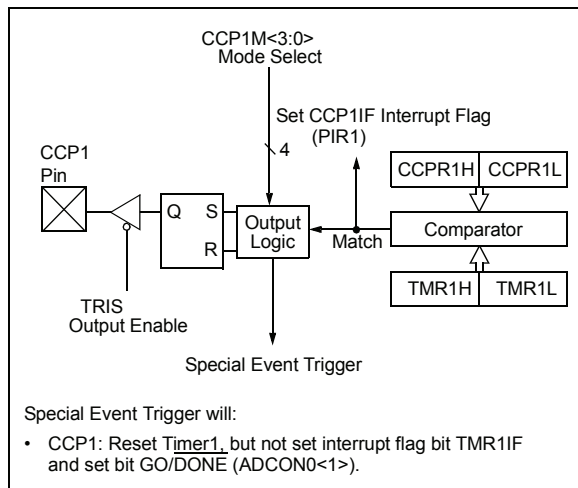 CCP1M<3:0>
Mode Select
Set CCP1IF Interrupt Flag
(PIR1)
4
CCP1
Pin
CCPR1H CCPR1L
Q S
R
Output
Logic
Match
Comparator
TRIS
Output Enable
TMR1H TMR1L
Special Event Trigger
Special Event Trigger will:
• CCP1: Reset Timer1, but not set interrupt flag bit TMR1IF
and set bit GO/DONE (ADCON0<1>).